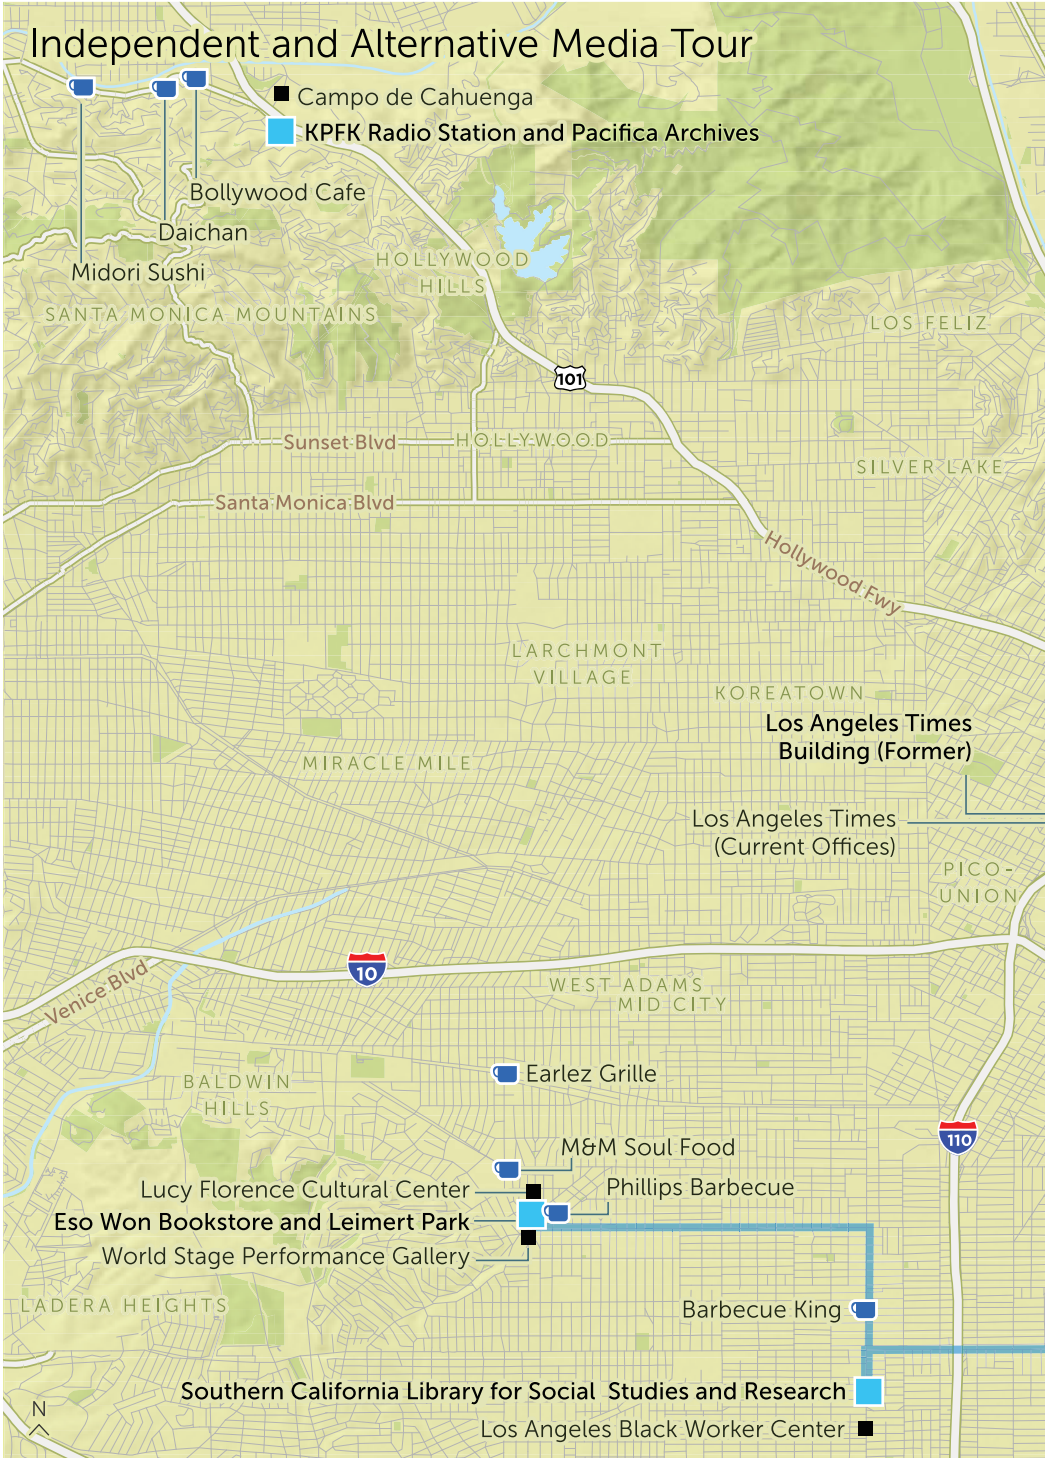 Independent and Alternative Media Tour
Campo de Cahuenga
KPFK Radio Station and Pacifica Archives
Bollywood Cafe
Daichan
Midori Sushi
HOLLYWOOD
HILLS
SANTA MONICA MOUNTAINS
LOS FELIZ
101
Sunset Blvd
HOLLYWOOD
SILVER LAKE
Santa Monica Blvd
Hollywood Fwy
LARCHMONT
VILLAGE
KOREATOWN
Los Angeles Times
Building (Former)
MIRACLE MILE
Los Angeles Times
(Current Offices)
PICO-
UNION
10
Venice Blvd
WEST ADAMS
MID CITY
Earlez Grille
BALDWIN
HILLS
110
M&M Soul Food
Phillips Barbecue
Lucy Florence Cultural Center
Eso Won Bookstore and Leimert Park
World Stage Performance Gallery
LADERA HEIGHTS
Barbecue King
Southern California Library for Social Studies and Research
N
Los Angeles Black Worker Center